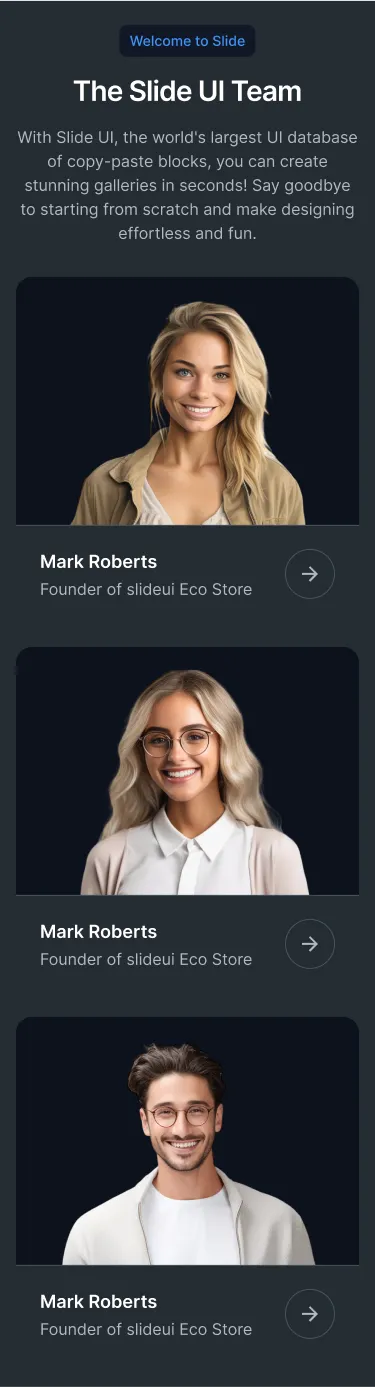 Welcome to Slide
The Slide UI Team
With Slide UI, the world's largest UI database
of copy-paste blocks, you can create
stunning galleries in seconds! Say goodbye
to starting from scratch and make designing
effortless and fun.
Mark Roberts
Founder of slideui Eco Store
Mark Roberts
Founder of slideui Eco Store
Mark Roberts
Founder of slideui Eco Store